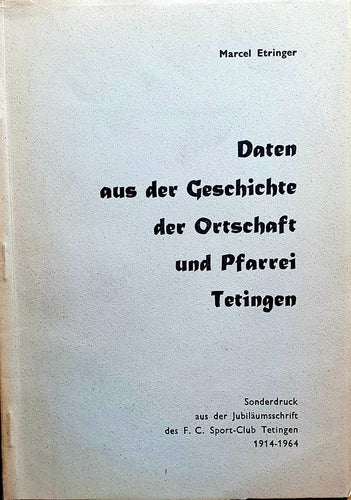 Marcel Etringer
Daten
aus der Geschichte
der Ortschaft
und Pfarrei
Tetingen
Sonderdruck
aus der Jubiläumsschrift
des F. C. Sport-Club Tetingen
1914-1964